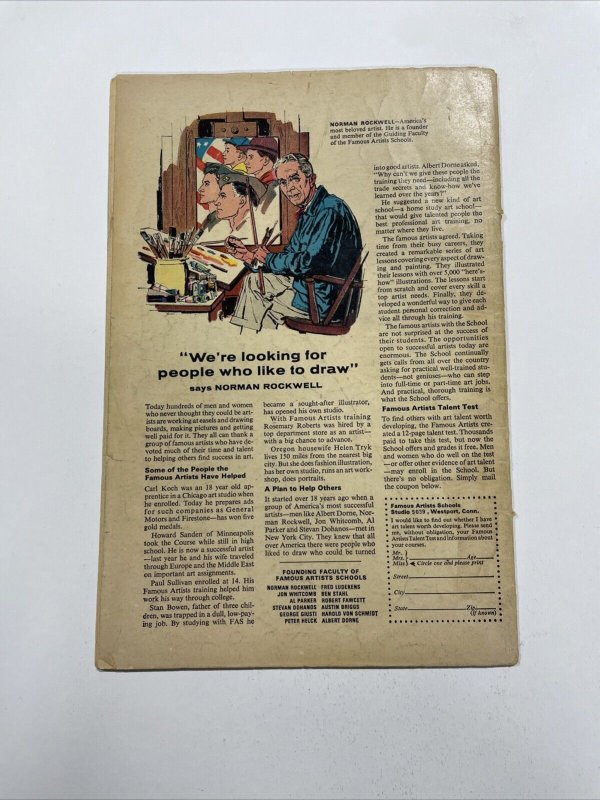 NORMAN ROCKWELL—America's
most beloved artist. He is a founder
and member of the Guiding Faculty
of the Famous Artists Schools.
"We're looking for
people who like to draw"
says NORMAN ROCKWELL
Today hundreds of men and women
who never thought they could be art-
ists are working at easels and drawing
boards, making pictures and getting
well paid for it. They all can thank a
group of famous artists who have de-
voted much of their time and talent
to helping others find success in art.
Some of the People the
Famous Artists Have Helped
Carl Koch was an 18 year old ap-
prentice in a Chicago art studio when
he enrolled. Today he prepares ads
for such companies as General
Motors and Firestone—has won five
gold medals.
Howard Sanden of Minneapolis
took the Course while still in high
school. He is now a successful artist
—last year he and his wife traveled
through Europe and the Middle East
on important art assignments.
Paul Sullivan enrolled at 14. His
Famous Artists training helped him
work his way through college.
Stan Bowen, father of three chil-
dren, was trapped in a dull, low-pay-
ing job. By studying with FAS he
became a sought-after illustrator,
has opened his own studio.
With Famous Artists training
Rosemary Roberts was hired by a
top department store as an artist—
with a big chance to advance.
Oregon housewife Helen Tryk
lives 150 miles from the nearest big
city. But she does fashion illustration,
has her own studio, runs an art work-
shop, does portraits.
A Plan to Help Others
It started over 18 years ago when a
group of America's most successful
artists—men like Albert Dorne, Nor-
man Rockwell, Jon Whitcomb, Al
Parker and Stevan Dohanos—met in
New York City. They knew that all
over America there were people who
liked to draw who could be turned
into good artists. Albert Dorne asked,
"Why can't we give these people the
training they need—including all the
trade secrets and know-how we've
learned over the years?"
He suggested a new kind of art
school—a home study art school—
that would give talented people the
best professional art training, no
matter where they live.
The famous artists agreed. Taking
time from their busy careers, they
created a remarkable series of art
lessons covering every aspect of draw-
ing and painting. They illustrated
their lessons with over 5,000 "here's-
how" illustrations. The lessons start
from scratch and cover every skill a
top artist needs. Finally, they de-
veloped a wonderful way to give each
student personal correction and ad-
vice all through his training.
The famous artists with the School
are not surprised at the success of
their students. The opportunities
open to successful artists today are
enormous. The School continually
gets calls from all over the country
asking for practical well-trained stu-
dents—not geniuses—who can step
into full-time or part-time art jobs.
And practical, thorough training is
what the School offers.
Famous Artists Talent Test
To find others with art talent worth
developing, the Famous Artists cre-
ated a 12-page talent test. Thousands
paid to take this test, but now the
School offers and grades it free. Men
and women who do well on the test
—or offer other evidence of art talent
—may enroll in the School. But
there's no obligation. Simply mail
the coupon below.
FOUNDING FACULTY OF
FAMOUS ARTISTS SCHOOLS
NORMAN ROCKWELL FRED LUDEKENS
JON WHITCOMB BEN STAHL
AL PARKER ROBERT FAWCETT
STEVAN DOHANOS AUSTIN BRIGGS
GEORGE GIUSTI HAROLD VON SCHMIDT
PETER HELCK ALBERT DORNE
Famous Artists Schools
Studio 5039, Westport, Conn.
I would like to find out whether I have
art talent worth developing. Please send
me, without obligation, your Famous
Artists Talent Test and information about
your courses.
Mr.
Mrs. Age
Miss Circle one and please print
Street
City
State Zip
(if known)